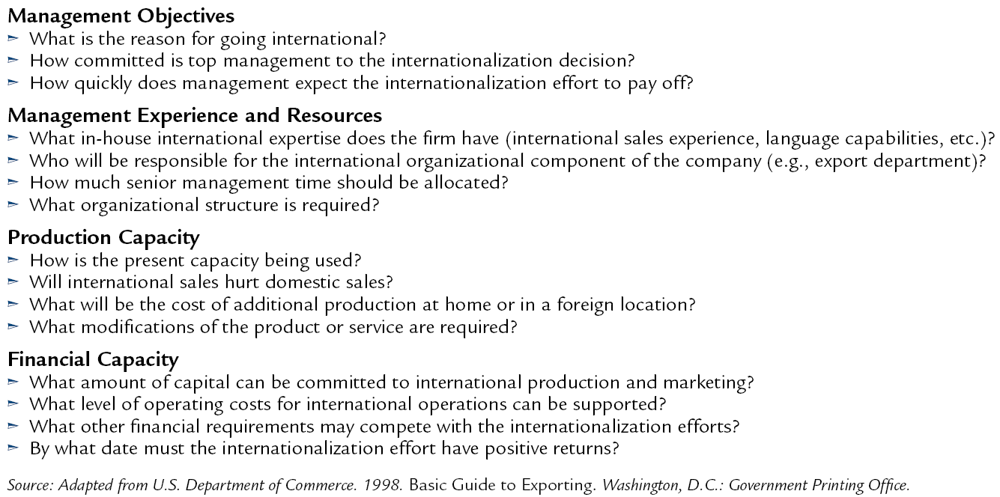 Management Objectives
► What is the reason for going international?
► How committed is top management to the internationalization decision?
► How quickly does management expect the internationalization effort to pay off?
Management Experience and Resources
► What in-house international expertise does the firm have (international sales experience, language capabilities, etc.)?
► Who will be responsible for the international organizational component of the company (e.g., export department)?
► How much senior management time should be allocated?
► What organizational structure is required?
Production Capacity
► How is the present capacity being used?
► Will international sales hurt domestic sales?
► What will be the cost of additional production at home or in a foreign location?
► What modifications of the product or service are required?
Financial Capacity
► What amount of capital can be committed to international production and marketing?
► What level of operating costs for international operations can be supported?
► What other financial requirements may compete with the internationalization efforts?
► By what date must the internationalization effort have positive returns?
Source: Adapted from U.S. Department of Commerce. 1998. Basic Guide to Exporting. Washington, D.C.: Government Printing Office.